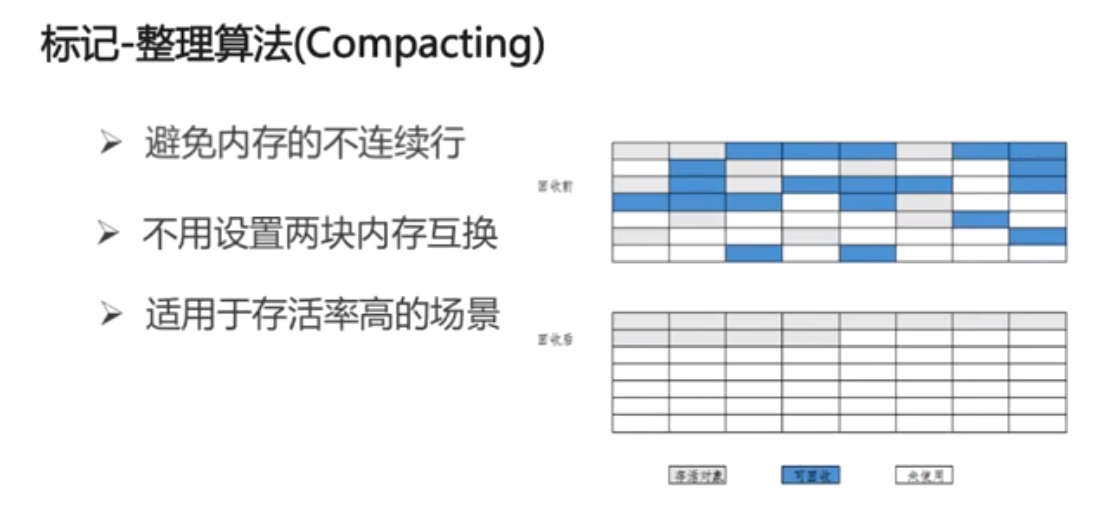 标记-整理算法(Compacting)
避免内存的不连续行
不用设置两块内存互换
适用于存活率高的场景
回收前
回收后
存活对象
可回收
未使用